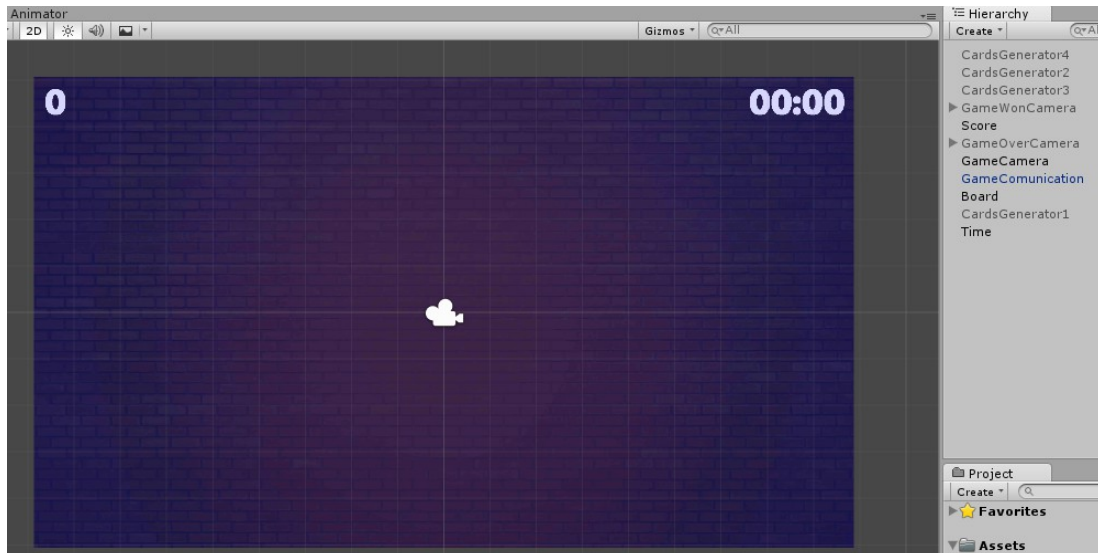 Animator
2D
Gizmos
All
0
00:00
Hierarchy
Create
CardsGenerator4
CardsGenerator2
CardsGenerator3
GameWonCamera
Score
GameOverCamera
GameCamera
GameComunication
Board
CardsGenerator1
Time
Project
Create
Favorites
Assets